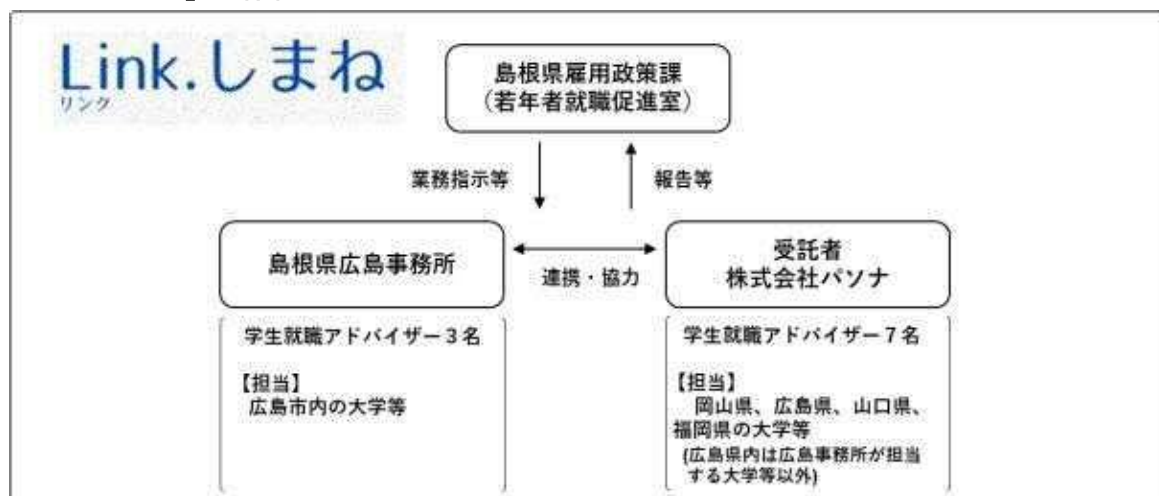 Link.しまね
リンク
島根県雇用政策課
（若年者就職促進室）
業務指示等
報告等
島根県広島事務所
連携・協力
受託者
株式会社パソナ
学生就職アドバイザー３名
【担当】
広島市内の大学等
学生就職アドバイザー７名
【担当】
岡山県、広島県、山口県、
福岡県の大学等
(広島県内は広島事務所が担当
する大学等以外)